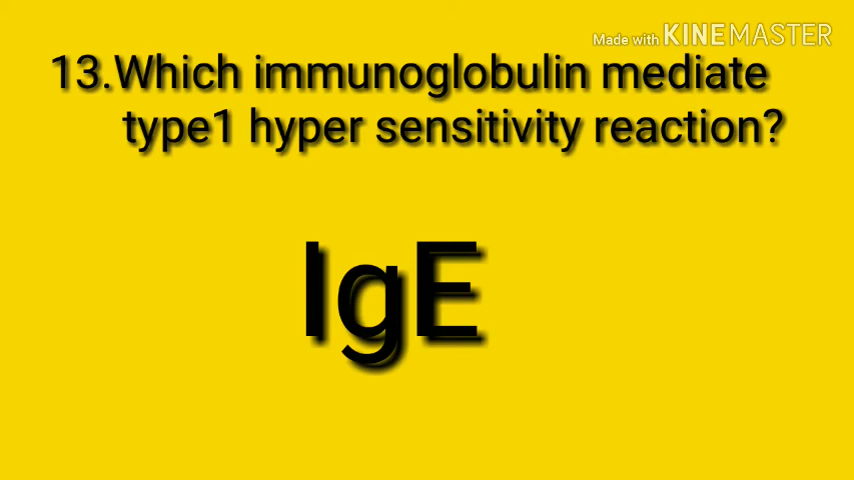 Made with KINEMASTER
13.Which immunoglobulin mediate
type1 hyper sensitivity reaction?
IgE